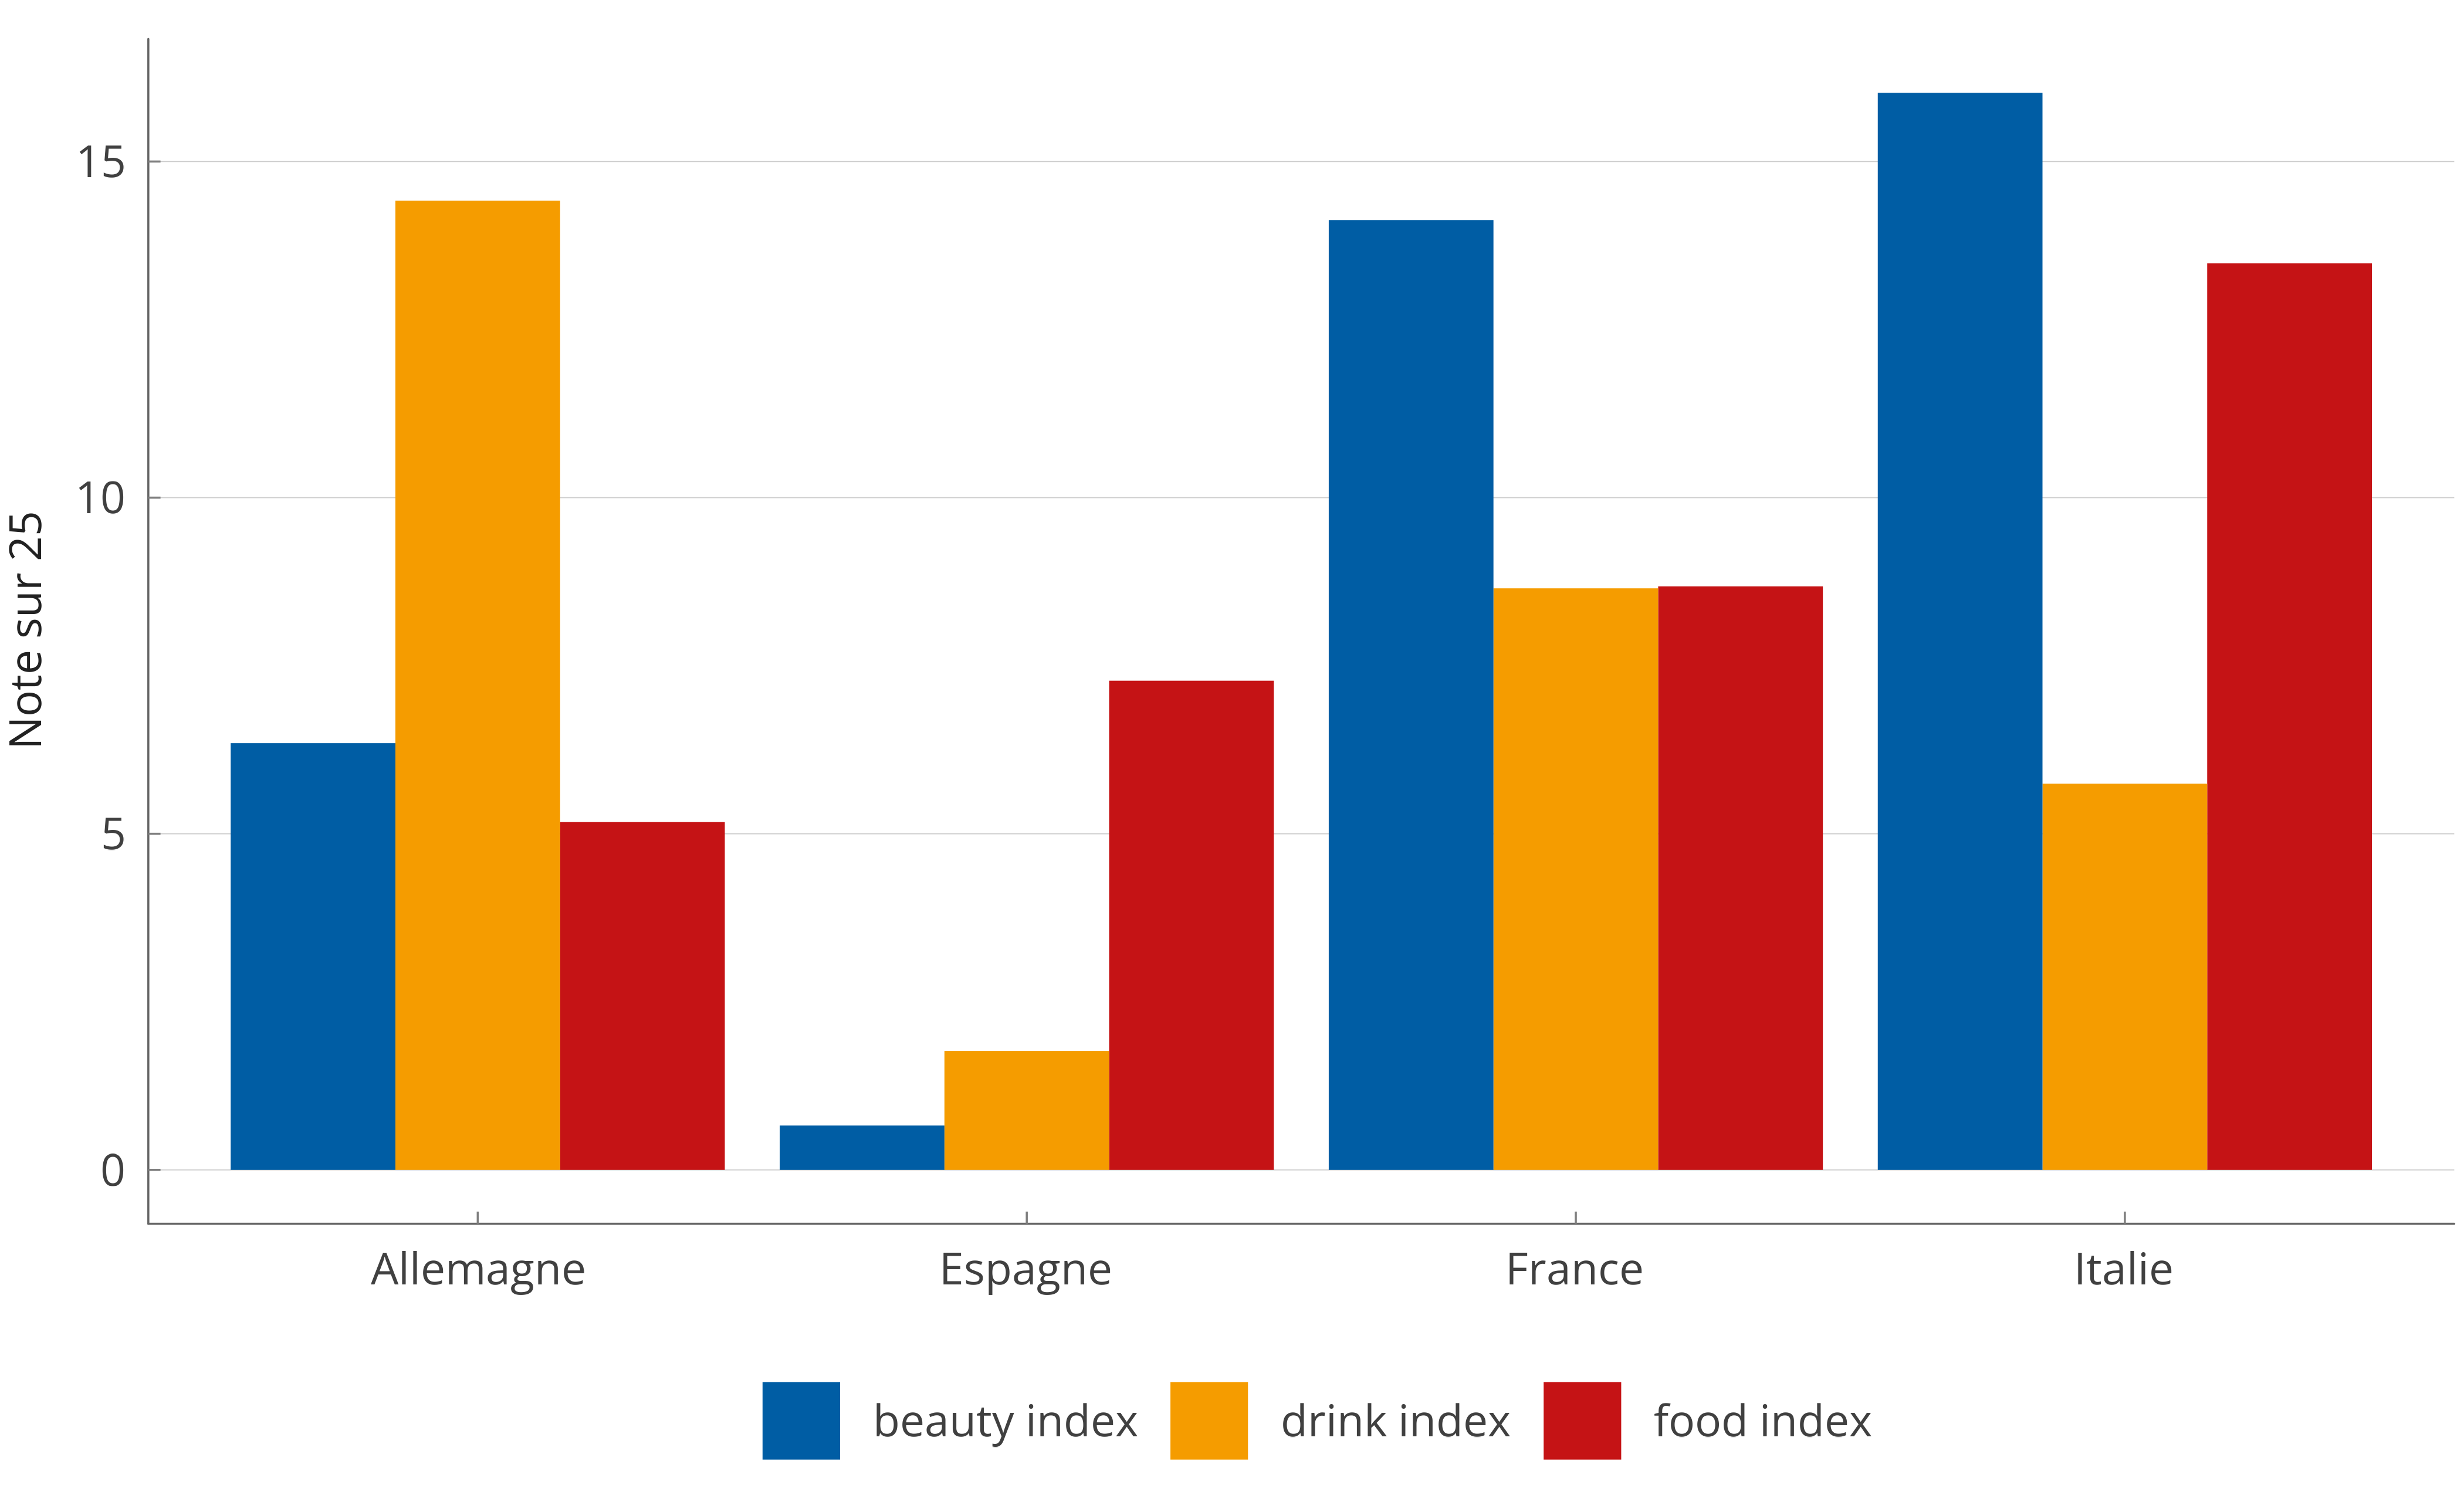 Note sur 25
15
10
5
0
Allemagne Espagne France Italie
beauty index drink index food index